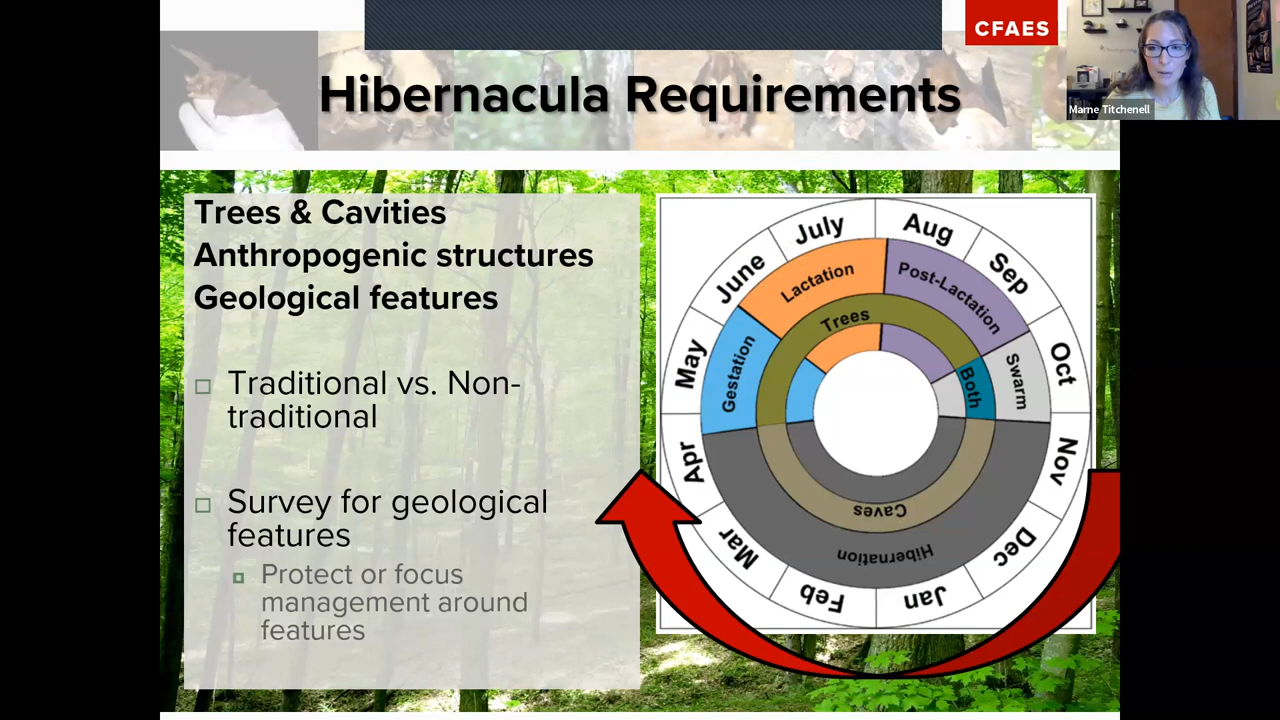 CFAES
Hibernacula Requirements
Marne Titchenell
Trees & Cavities
Anthropogenic structures
Geological features
Traditional vs. Non-
traditional
Survey for geological
features
Protect or focus
management around
features
July
Aug
June
Sep
May
Oct
Apr
Nov
Mar
Dec
Feb
Jan
Lactation
Post-Lactation
Gestation
Trees
Both
Swarm
Caves
Hibernation